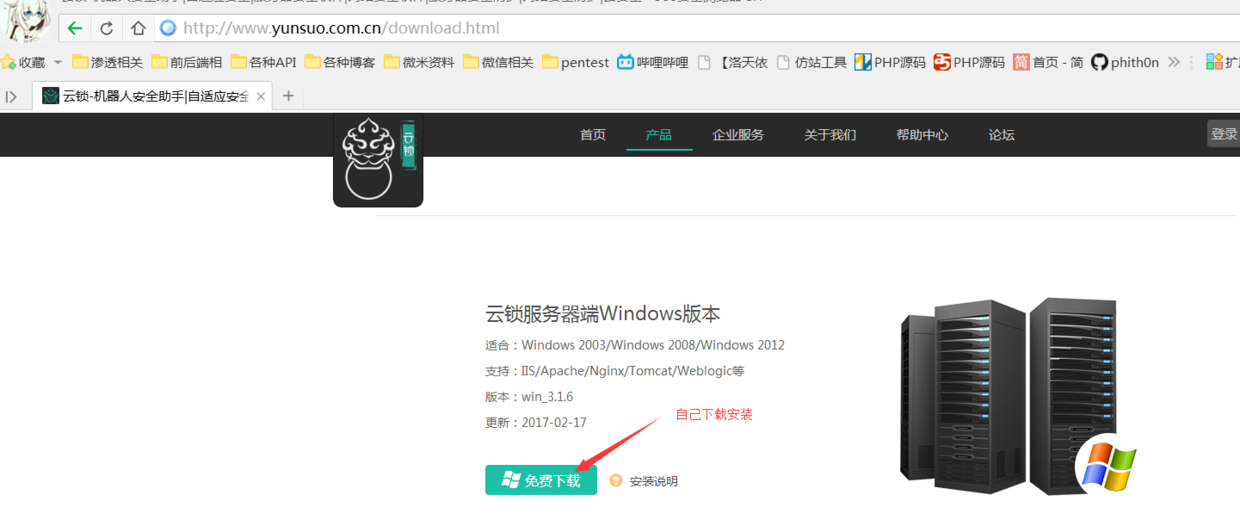 http://www.yunsuo.com.cn/download.html
收藏 渗透相关 前后端相 各种API 各种博客 微米资料 微信相关 pentest 哔哩哔哩 【洛天依 仿站工具 PHP源码 PHP源码 首页 - 简 phith0n »
云锁-机器人安全助手|自适应安全 × +
云锁
首页 产品 企业服务 关于我们 帮助中心 论坛 登录
云锁服务器端Windows版本
适合：Windows 2003/Windows 2008/Windows 2012
支持：IIS/Apache/Nginx/Tomcat/Weblogic等
版本：win_3.1.6
自己下载安装
更新：2017-02-17
免费下载 ? 安装说明